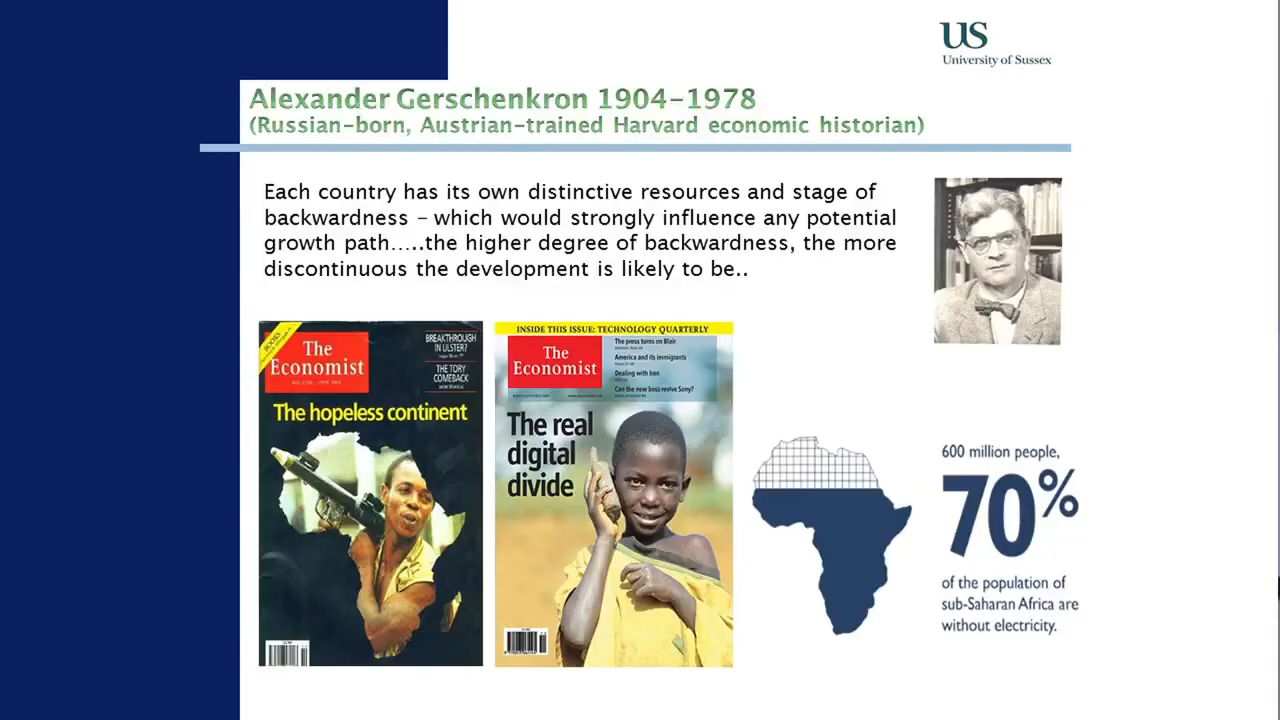 US
University of Sussex
Alexander Gerschenkron 1904-1978
(Russian-born, Austrian-trained Harvard economic historian)
Each country has its own distinctive resources and stage of
backwardness – which would strongly influence any potential
growth path.....the higher degree of backwardness, the more
discontinuous the development is likely to be..
The
Economist
BREAKTHROUGH
IN ULSTER?
THE TORY
COMEBACK
The hopeless continent
INSIDE THIS ISSUE: TECHNOLOGY QUARTERLY
The
Economist
The press turns on Blair
America and its immigrants
Dealing with Iran
Can the new boss revive Sony?
The real
digital
divide
600 million people,
70%
of the population of
sub-Saharan Africa are
without electricity.